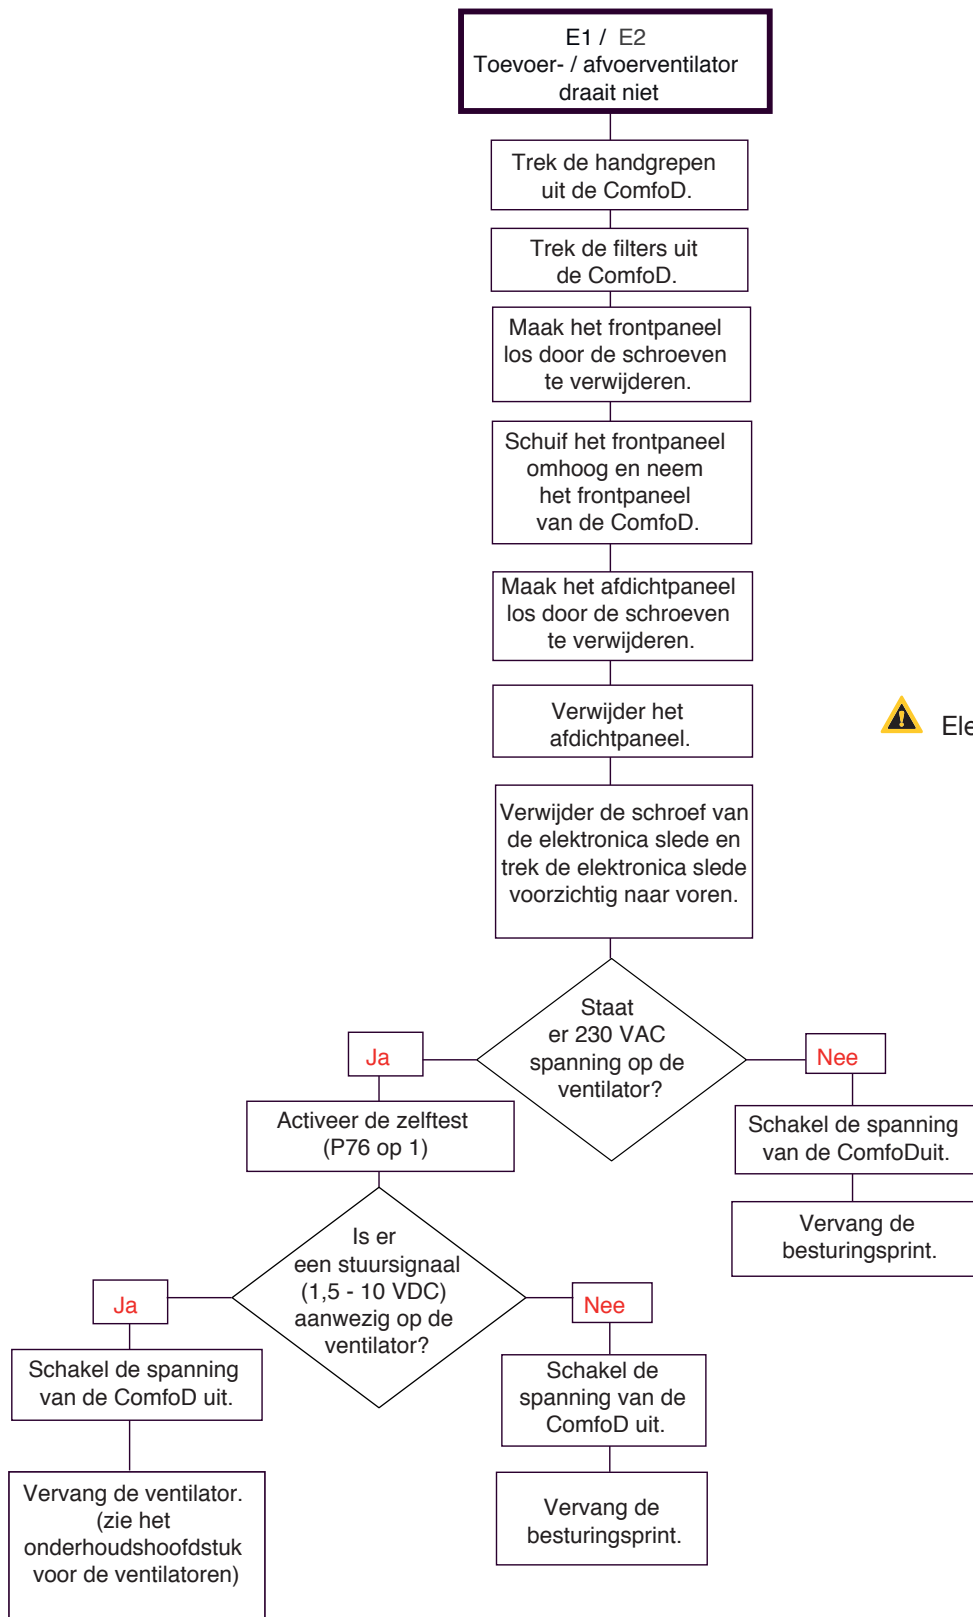 E1 / E2
Toevoer- / afvoerventilator
draait niet
Trek de handgrepen
uit de ComfoD.
Trek de filters uit
de ComfoD.
Maak het frontpaneel
los door de schroeven
te verwijderen.
Schuif het frontpaneel
omhoog en neem
het frontpaneel
van de ComfoD.
Maak het afdichtpaneel
los door de schroeven
te verwijderen.
Verwijder het
afdichtpaneel.
Ele
Verwijder de schroef van
de elektronica slede en
trek de elektronica slede
voorzichtig naar voren.
Staat
er 230 VAC
spanning op de
ventilator?
Ja
Nee
Activeer de zelftest
(P76 op 1)
Schakel de spanning
van de ComfoDuit.
Vervang de
besturingsprint.
Is er
een stuursignaal
(1,5 - 10 VDC)
aanwezig op de
ventilator?
Ja
Nee
Schakel de spanning
van de ComfoD uit.
Vervang de ventilator.
(zie het
onderhoudshoofdstuk
voor de ventilatoren)
Schakel de
spanning van de
ComfoD uit.
Vervang de
besturingsprint.